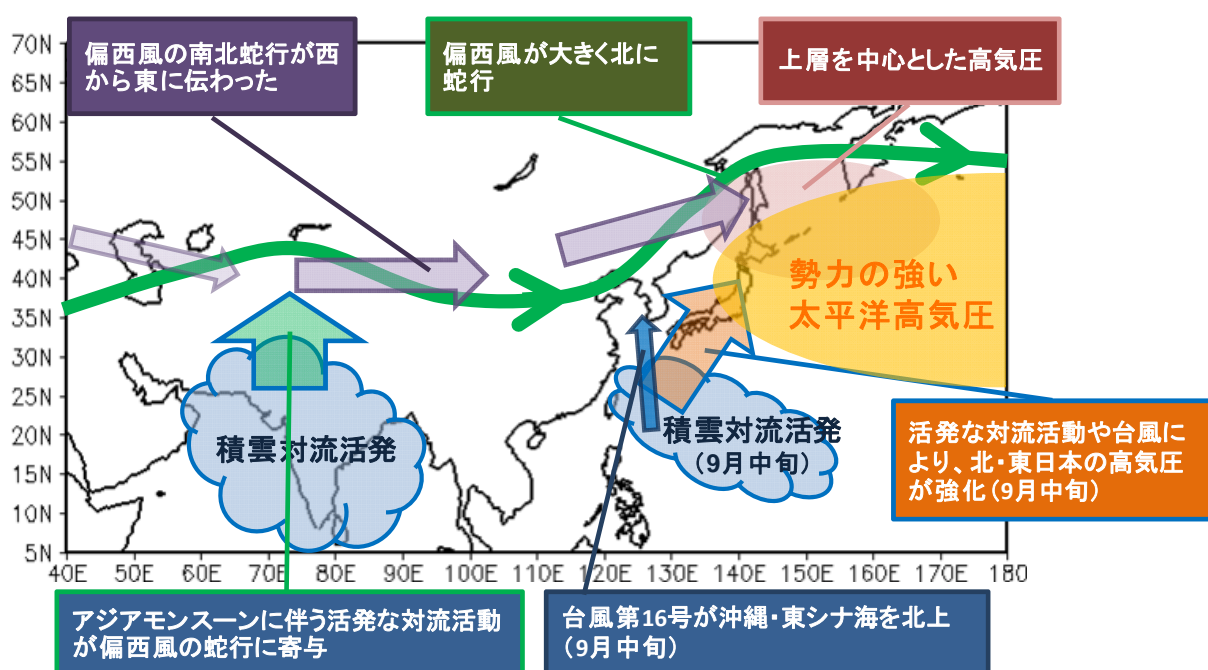 偏西風の南北蛇行が西
から東に伝わった
偏西風が大きく北に
蛇行
上層を中心とした高気圧
70N
65N
60N
55N
50N
45N
40N
35N
30N
25N
20N
15N
10N
5N
勢力の強い
太平洋高気圧
積雲対流活発
積雲対流活発
（9月中旬）
活発な対流活動や台風に
より、北・東日本の高気圧
が強化（9月中旬）
40E 50E 60E 70E 80E 90E 100E 110E 120E 130E 140E 150E 160E 170E 180
アジアモンスーンに伴う活発な対流活動
が偏西風の蛇行に寄与
台風第16号が沖縄・東シナ海を北上
（9月中旬）